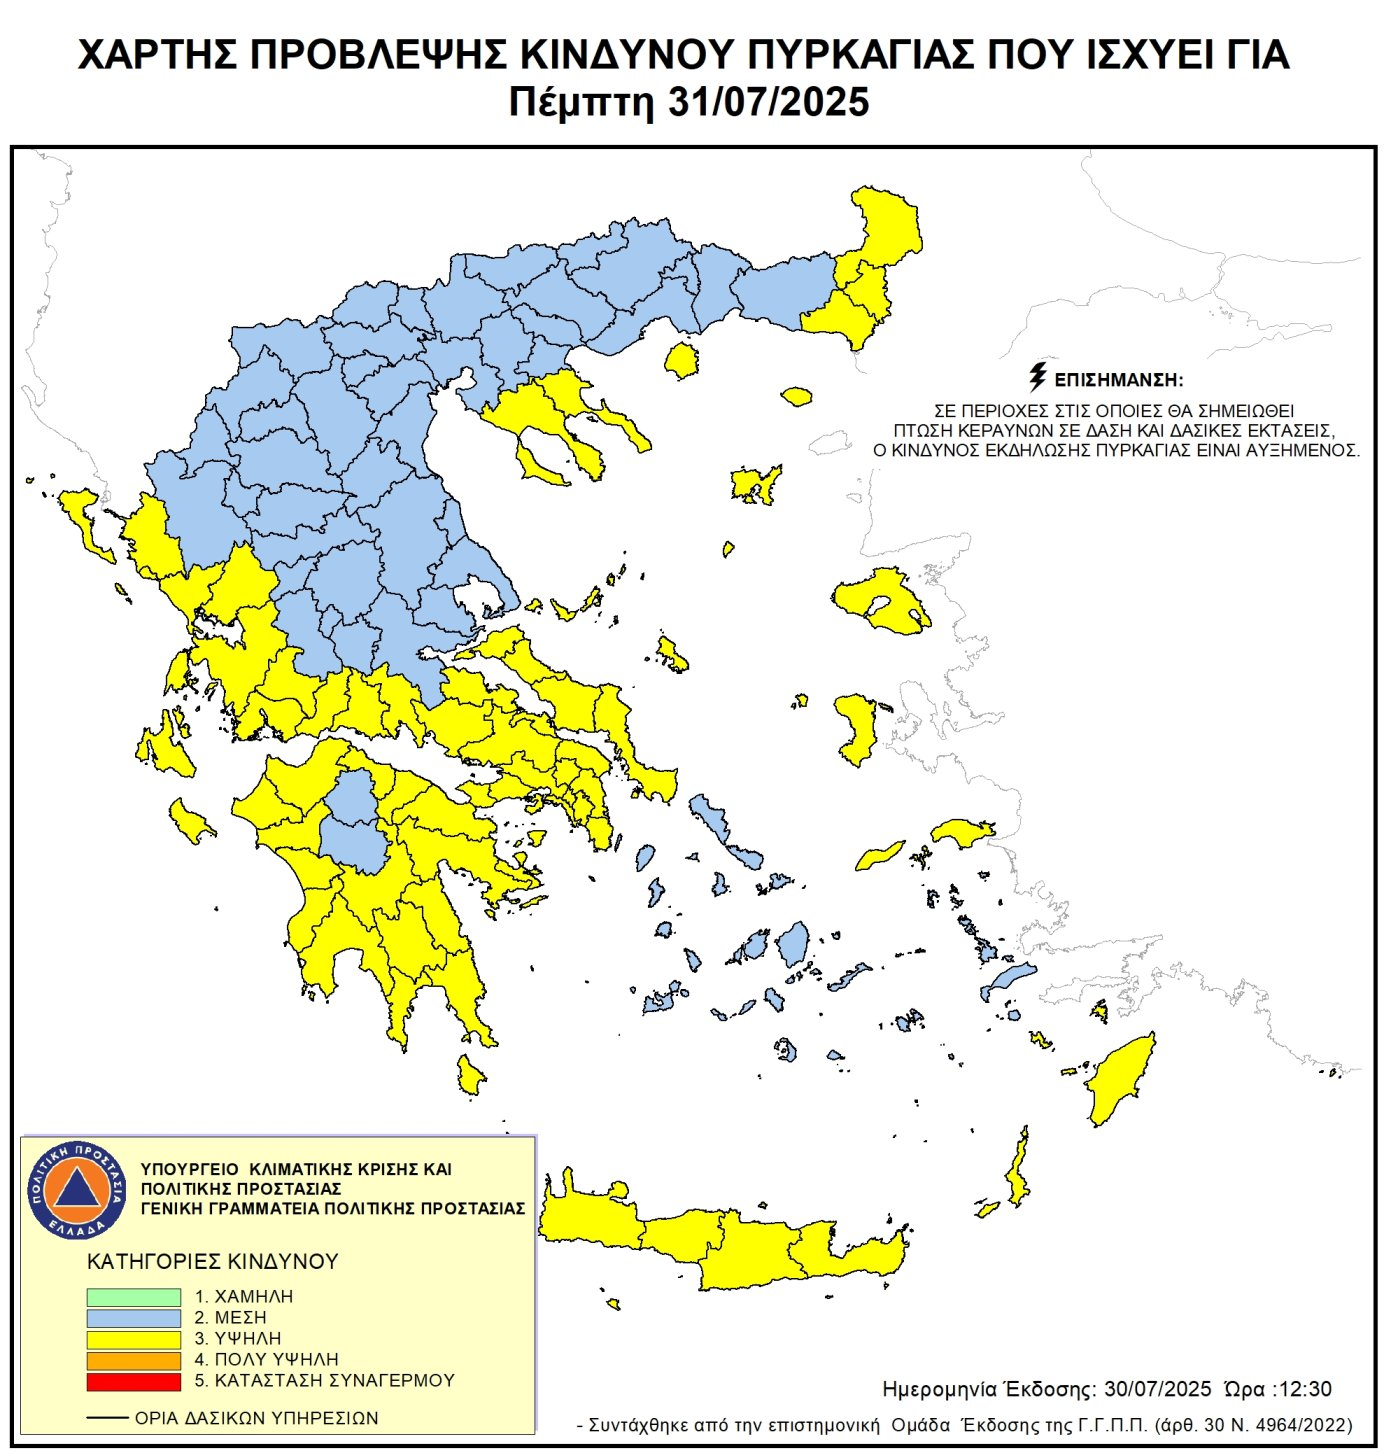 ΧΑΡΤΗΣ ΠΡΟΒΛΕΨΗΣ ΚΙΝΔΥΝΟΥ ΠΥΡΚΑΓΙΑΣ ΠΟΥ ΙΣΧΥΕΙ ΓΙΑ
Πέμπτη 31/07/2025
ΕΠΙΣΗΜΑΝΣΗ:
ΣΕ ΠΕΡΙΟΧΕΣ ΣΤΙΣ ΟΠΟΙΕΣ ΘΑ ΣΗΜΕΙΩΘΕΙ
ΠΤΩΣΗ ΚΕΡΑΥΝΩΝ ΣΕ ΔΑΣΗ ΚΑΙ ΔΑΣΙΚΕΣ ΕΚΤΑΣΕΙΣ,
Ο ΚΙΝΔΥΝΟΣ ΕΚΔΗΛΩΣΗΣ ΠΥΡΚΑΓΙΑΣ ΕΙΝΑΙ ΑΥΞΗΜΕΝΟΣ.
ΠΟΛΙΤΙΚΗ ΠΡΟΣΤΑΣΙΑ
ΕΛΛΑΔΑ
ΥΠΟΥΡΓΕΙΟ ΚΛΙΜΑΤΙΚΗΣ ΚΡΙΣΗΣ ΚΑΙ
ΠΟΛΙΤΙΚΗΣ ΠΡΟΣΤΑΣΙΑΣ
ΓΕΝΙΚΗ ΓΡΑΜΜΑΤΕΙΑ ΠΟΛΙΤΙΚΗΣ ΠΡΟΣΤΑΣΙΑΣ
ΚΑΤΗΓΟΡΙΕΣ ΚΙΝΔΥΝΟΥ
1. ΧΑΜΗΛΗ
2. ΜΕΣΗ
3. ΥΨΗΛΗ
4. ΠΟΛΥ ΥΨΗΛΗ
5. ΚΑΤΑΣΤΑΣΗ ΣΥΝΑΓΕΡΜΟΥ
ΟΡΙΑ ΔΑΣΙΚΩΝ ΥΠΗΡΕΣΙΩΝ
Ημερομηνία Έκδοσης: 30/07/2025 Ώρα :12:30
- Συντάχθηκε από την επιστημονική Ομάδα Έκδοσης της Γ.Γ.Π.Π. (άρθ. 30 Ν. 4964/2022)